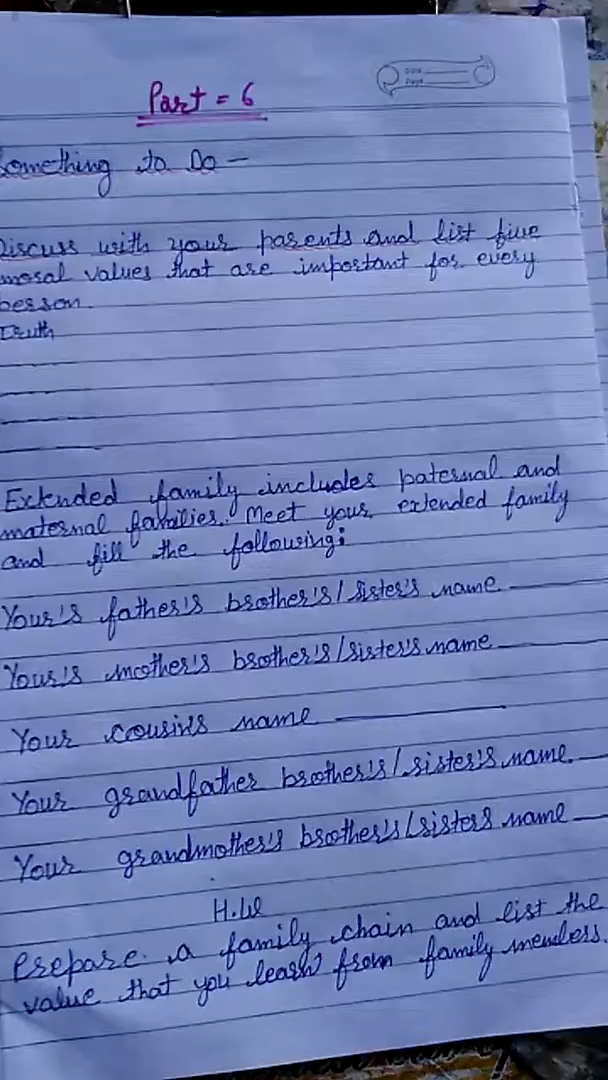 Part = 6
Date
Page
Something to Do -
Discuss with your parents and list five
moral values that are important for every
person.
Truth
Extended family includes paternal and
maternal families. Meet your extended family
and fill the following:
Your's father's brother's/sister's name
Your's mother's brother's/sister's name
Your cousin's name
Your grandfather brother's/sister's name.
Your grandmother's brother's/sister's name
H.W
Prepare a family chain and list the
value that you learn from family members.